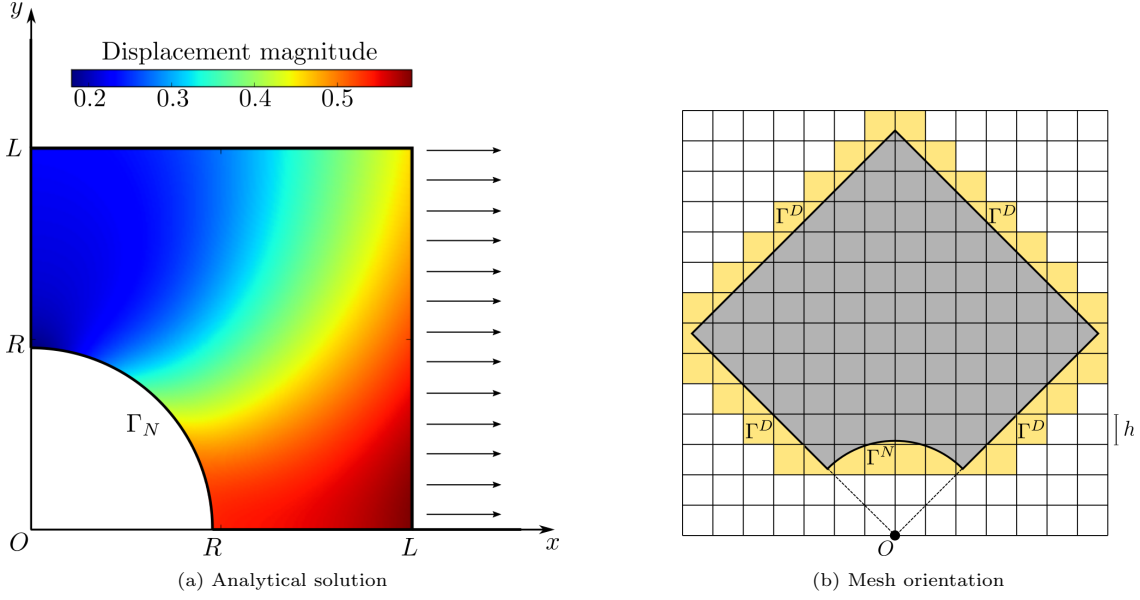 y
Displacement magnitude
0.2 0.3 0.4 0.5
L
R
Γ_N
O R L x
(a) Analytical solution
Γ^D Γ^D
Γ^D Γ^D h
Γ^N
O
(b) Mesh orientation